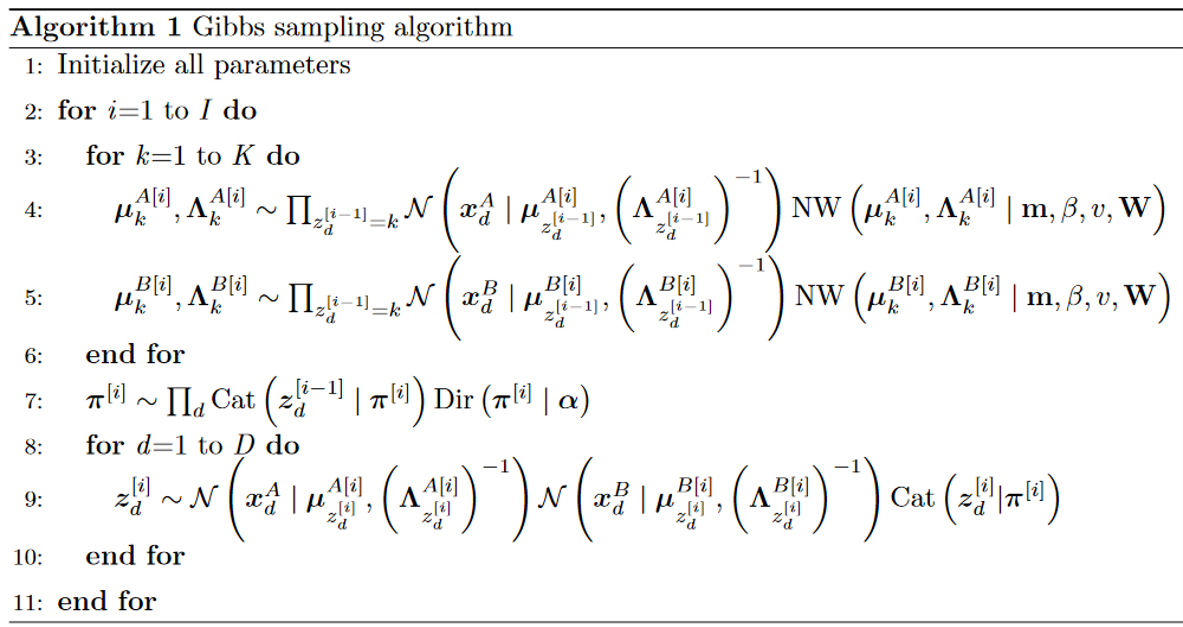 Algorithm 1 Gibbs sampling algorithm
1: Initialize all parameters
2: for i=1 to I do
3: for k=1 to K do
4: $\boldsymbol{\mu}_k^{A[i]}, \boldsymbol{\Lambda}_k^{A[i]} \sim \prod_{z_d^{[i-1]}=k} \mathcal{N}\left(\boldsymbol{x}_d^A \mid \boldsymbol{\mu}_{z_d^{[i-1]}}^{A[i]}, \left(\boldsymbol{\Lambda}_{z_d^{[i-1]}}^{A[i]}\right)^{-1}\right) \mathrm{NW}\left(\boldsymbol{\mu}_k^{A[i]}, \boldsymbol{\Lambda}_k^{A[i]} \mid \mathbf{m}, \beta, v, \mathbf{W}\right)$
5: $\boldsymbol{\mu}_k^{B[i]}, \boldsymbol{\Lambda}_k^{B[i]} \sim \prod_{z_d^{[i-1]}=k} \mathcal{N}\left(\boldsymbol{x}_d^B \mid \boldsymbol{\mu}_{z_d^{[i-1]}}^{B[i]}, \left(\boldsymbol{\Lambda}_{z_d^{[i-1]}}^{B[i]}\right)^{-1}\right) \mathrm{NW}\left(\boldsymbol{\mu}_k^{B[i]}, \boldsymbol{\Lambda}_k^{B[i]} \mid \mathbf{m}, \beta, v, \mathbf{W}\right)$
6: end for
7: $\boldsymbol{\pi}^{[i]} \sim \prod_d \mathrm{Cat}\left(z_d^{[i-1]} \mid \boldsymbol{\pi}^{[i]}\right) \mathrm{Dir}\left(\boldsymbol{\pi}^{[i]} \mid \boldsymbol{\alpha}\right)$
8: for d=1 to D do
9: $z_d^{[i]} \sim \mathcal{N}\left(\boldsymbol{x}_d^A \mid \boldsymbol{\mu}_{z_d^{[i]}}^{A[i]}, \left(\boldsymbol{\Lambda}_{z_d^{[i]}}^{A[i]}\right)^{-1}\right) \mathcal{N}\left(\boldsymbol{x}_d^B \mid \boldsymbol{\mu}_{z_d^{[i]}}^{B[i]}, \left(\boldsymbol{\Lambda}_{z_d^{[i]}}^{B[i]}\right)^{-1}\right) \mathrm{Cat}\left(z_d^{[i]} | \boldsymbol{\pi}^{[i]}\right)$
10: end for
11: end for